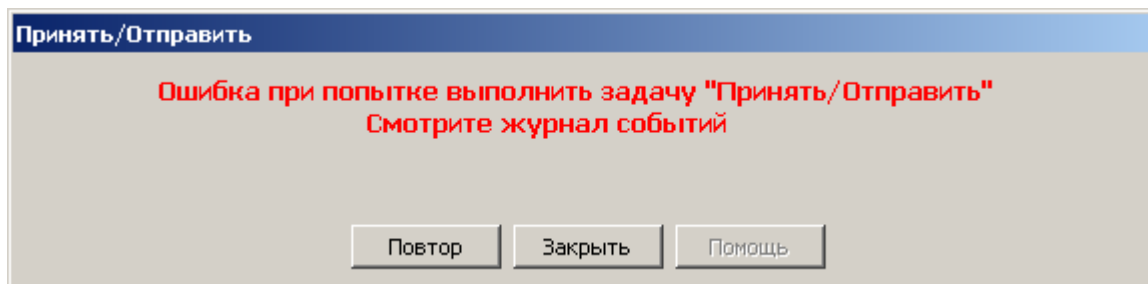 Принять/Отправить
Ошибка при попытке выполнить задачу "Принять/Отправить"
Смотрите журнал событий
Повтор Закрыть Помощь